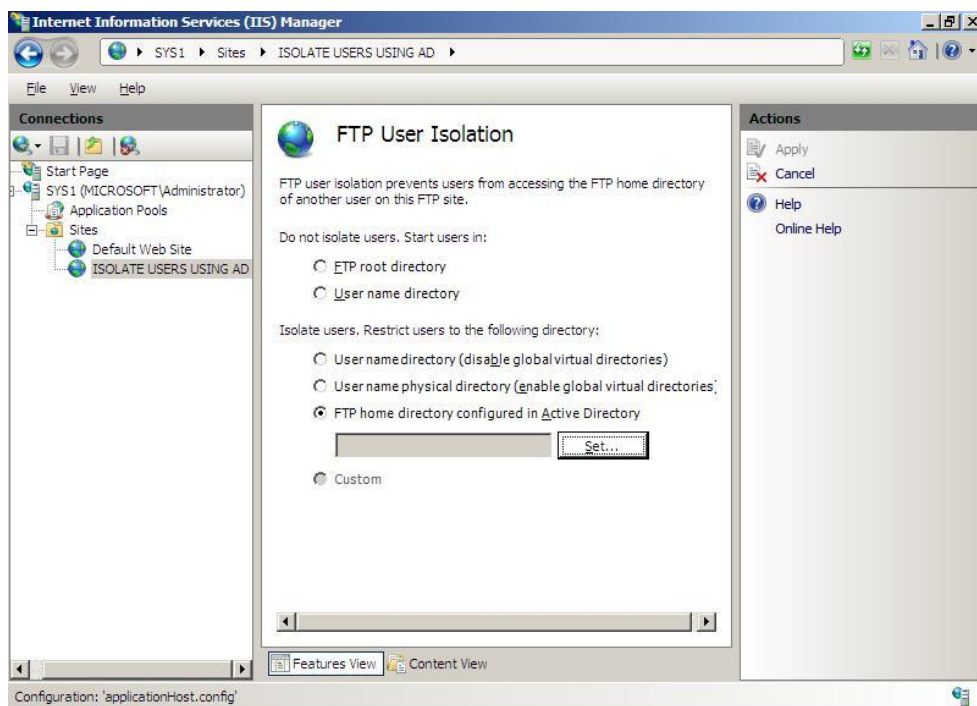 Internet Information Services (IIS) Manager
SYS1 Sites ISOLATE USERS USING AD
File View Help
Connections
Start Page
SYS1 (MICROSOFT\Administrator)
Application Pools
Sites
Default Web Site
ISOLATE USERS USING AD
FTP User Isolation
FTP user isolation prevents users from accessing the FTP home directory
of another user on this FTP site.
Do not isolate users. Start users in:
FTP root directory
User name directory
Isolate users. Restrict users to the following directory:
User name directory (disable global virtual directories)
User name physical directory (enable global virtual directories)
FTP home directory configured in Active Directory
Set...
Custom
Features View Content View
Actions
Apply
Cancel
Help
Online Help
Configuration: 'applicationHost.config'